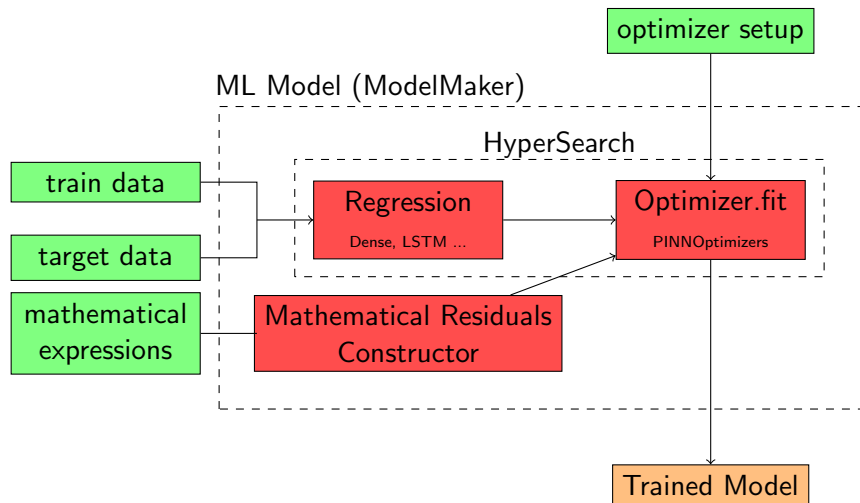 optimizer setup
ML Model (ModelMaker)
HyperSearch
train data
Regression
Dense, LSTM ...
Optimizer.fit
PINNOptimizers
target data
mathematical
expressions
Mathematical Residuals
Constructor
Trained Model